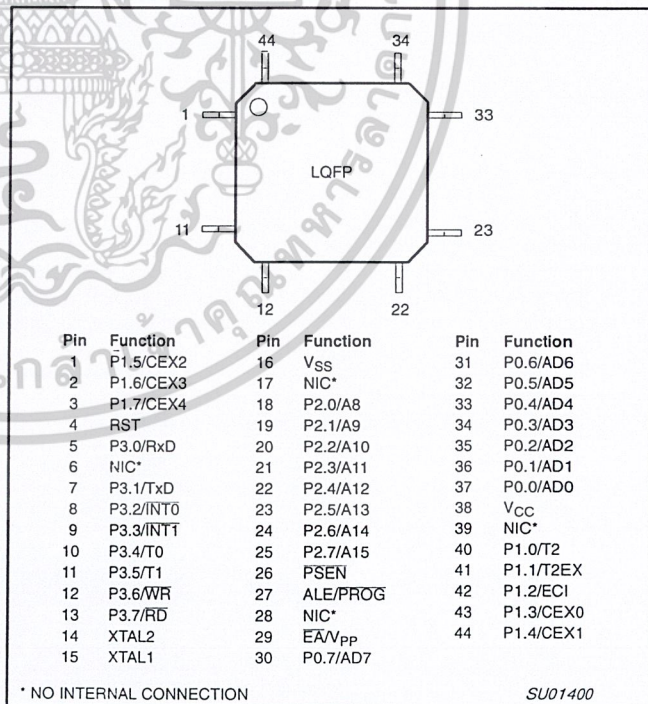 44 34
1 33
LQFP
11 23
12 22
Pin Function Pin Function Pin Function
1 P1.5/CEX2 16 VSS 31 P0.6/AD6
2 P1.6/CEX3 17 NIC* 32 P0.5/AD5
3 P1.7/CEX4 18 P2.0/A8 33 P0.4/AD4
4 RST 19 P2.1/A9 34 P0.3/AD3
5 P3.0/RxD 20 P2.2/A10 35 P0.2/AD2
6 NIC* 21 P2.3/A11 36 P0.1/AD1
7 P3.1/TxD 22 P2.4/A12 37 P0.0/AD0
8 P3.2/I̅N̅T̅0̅ 23 P2.5/A13 38 VCC
9 P3.3/I̅N̅T̅1̅ 24 P2.6/A14 39 NIC*
10 P3.4/T0 25 P2.7/A15 40 P1.0/T2
11 P3.5/T1 26 P̅S̅E̅N̅ 41 P1.1/T2EX
12 P3.6/W̅R̅ 27 ALE/P̅R̅O̅G̅ 42 P1.2/ECI
13 P3.7/R̅D̅ 28 NIC* 43 P1.3/CEX0
14 XTAL2 29 E̅A̅/VPP 44 P1.4/CEX1
15 XTAL1 30 P0.7/AD7
* NO INTERNAL CONNECTION SU01400